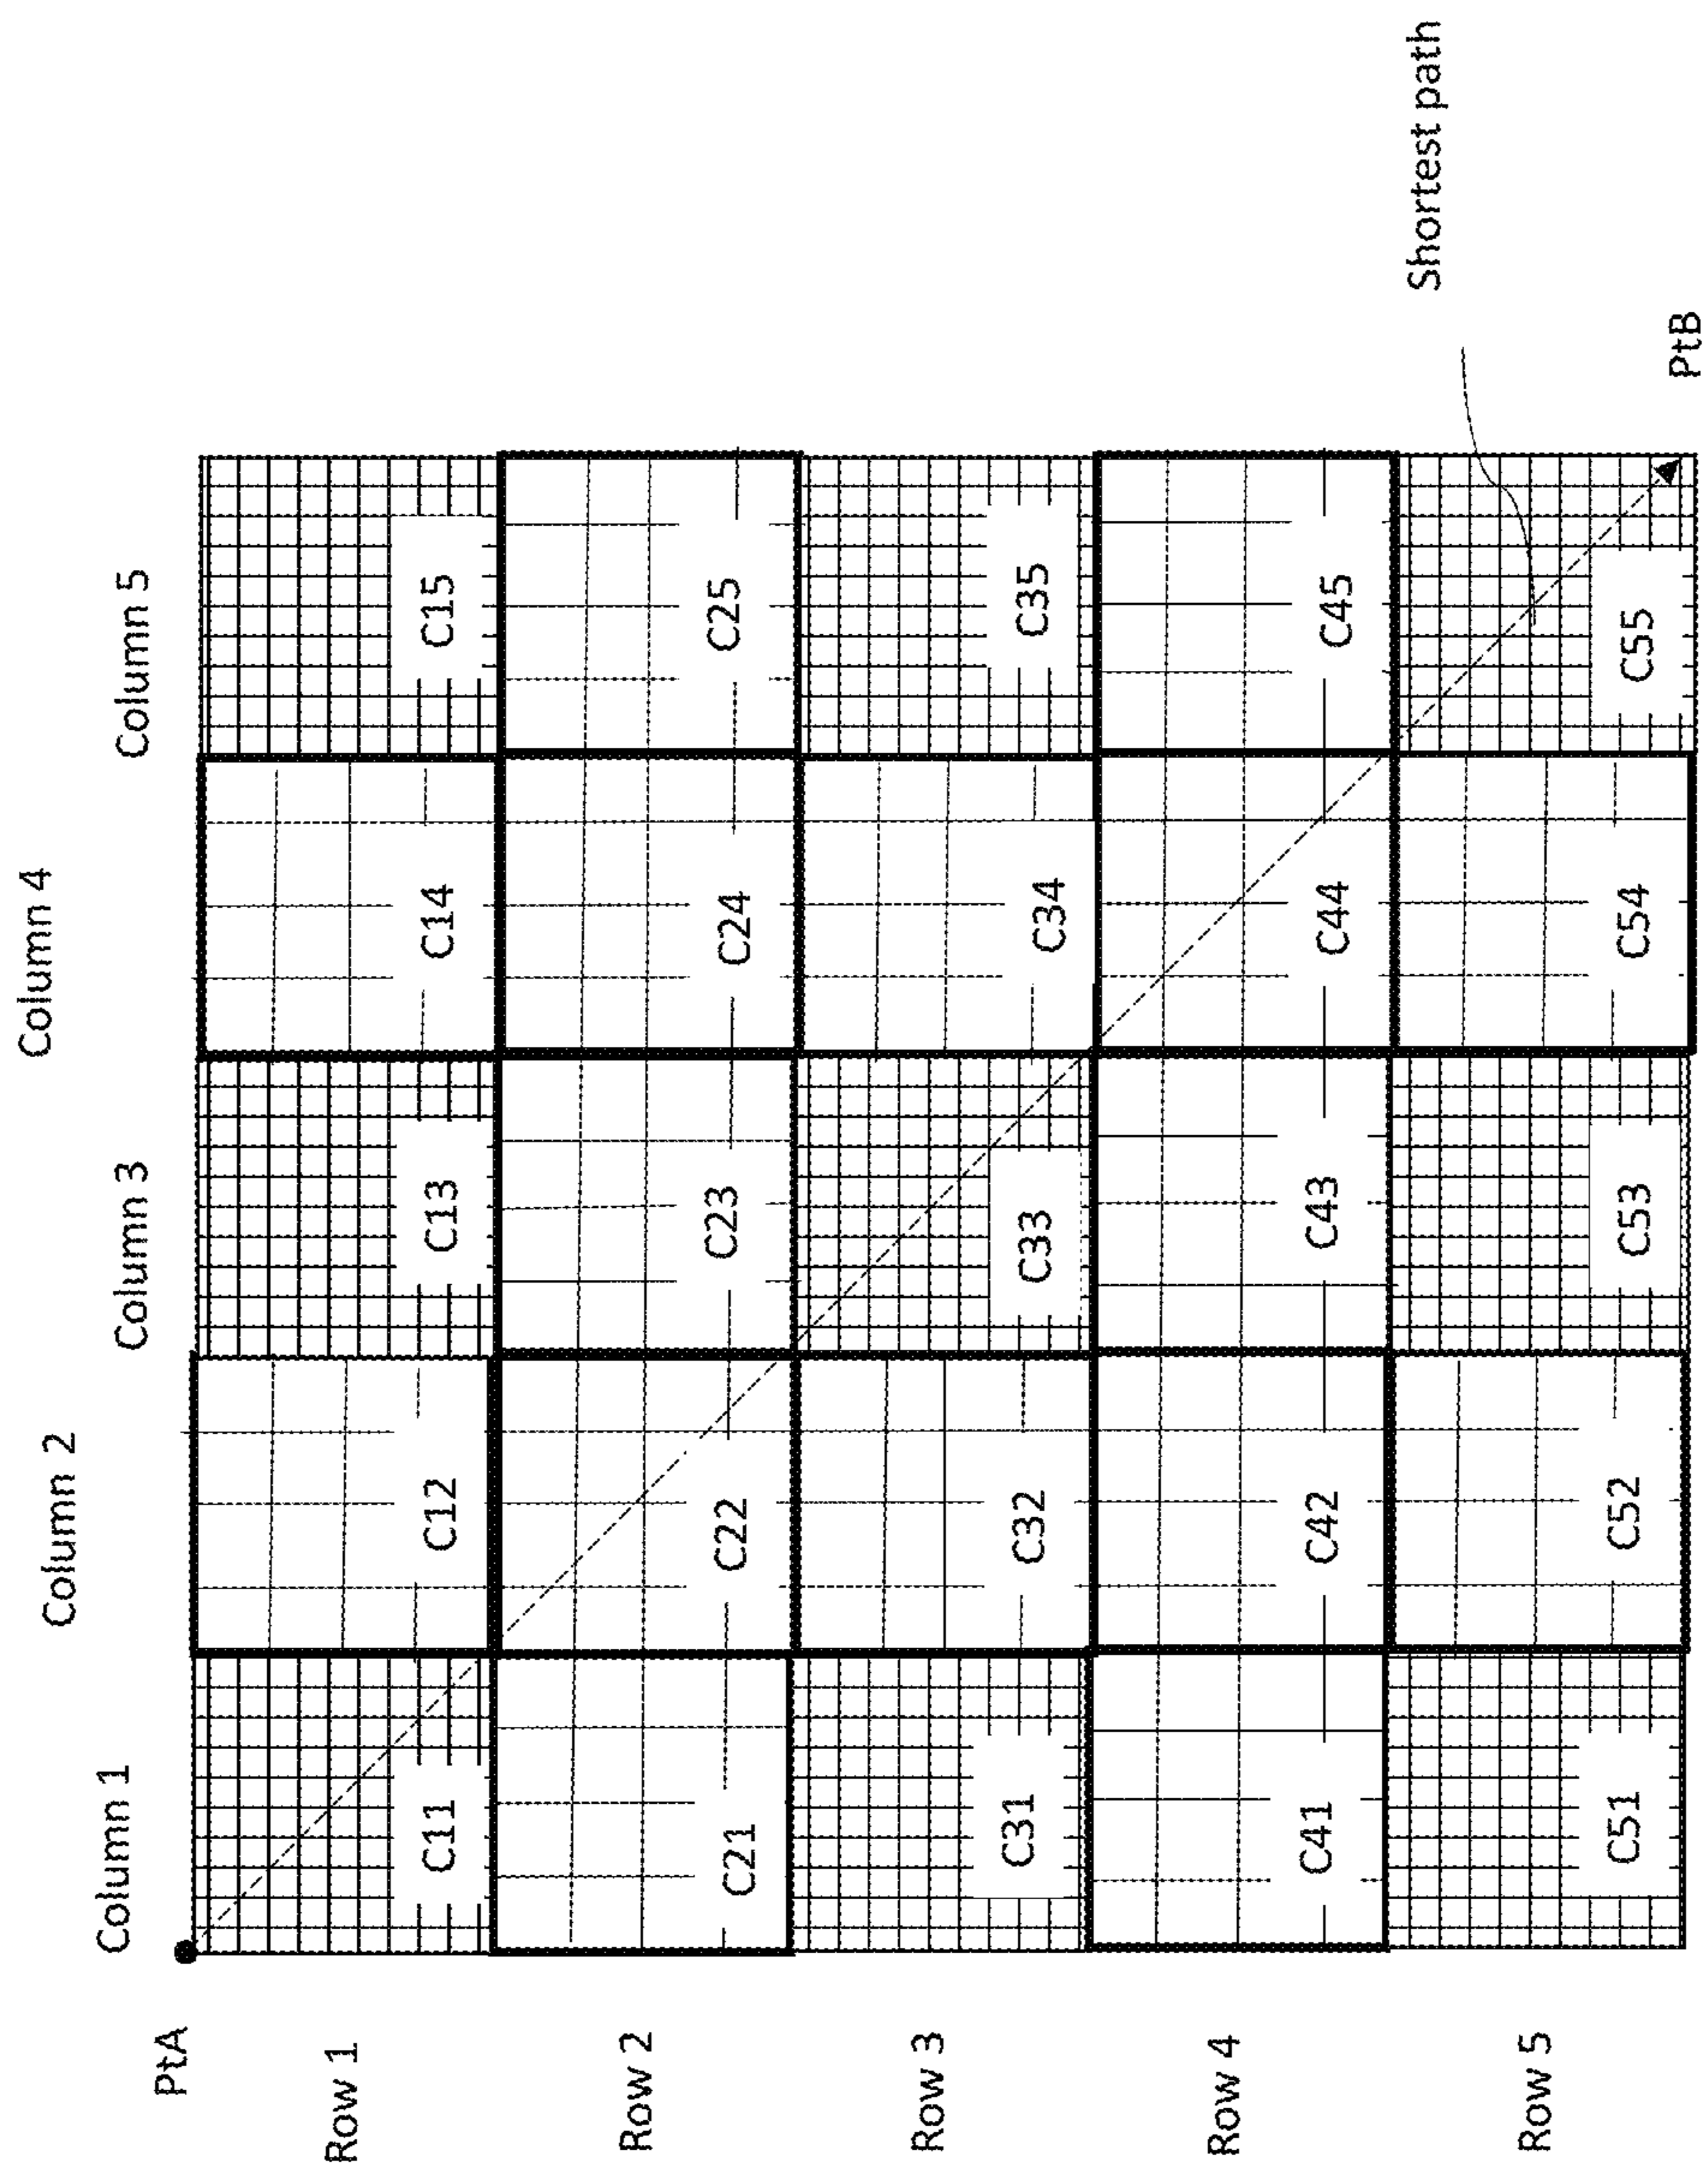 Column 1
Column 2
Column 3
Column 4
Column 5
PtA
Row 1
C11
C12
C13
C14
C15
Row 2
C21
C22
C23
C24
C25
Row 3
C31
C32
C33
C34
C35
Row 4
C41
C42
C43
C44
C45
Shortest path
Row 5
C51
C52
C53
C54
C55
PtB